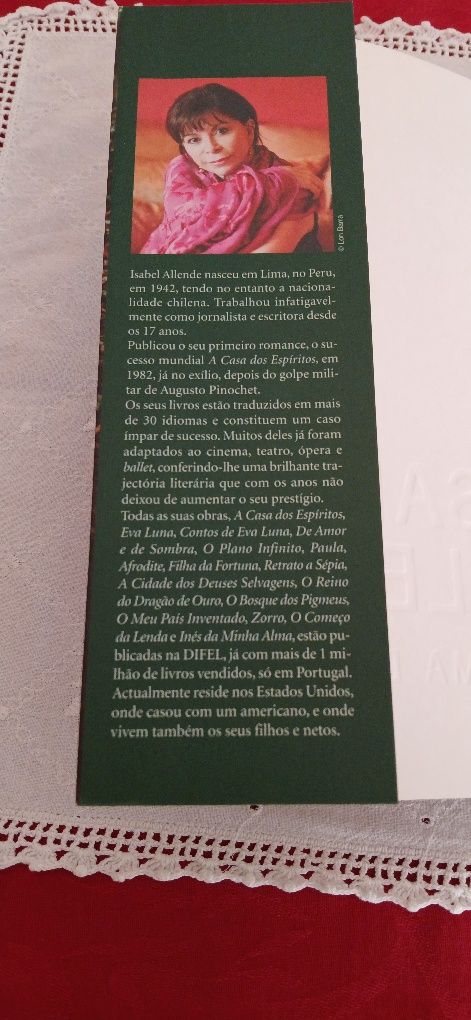 © Lori Barra
Isabel Allende nasceu em Lima, no Peru,
em 1942, tendo no entanto a naciona-
lidade chilena. Trabalhou infatigavel-
mente como jornalista e escritora desde
os 17 anos.
Publicou o seu primeiro romance, o su-
cesso mundial A Casa dos Espíritos, em
1982, já no exílio, depois do golpe mili-
tar de Augusto Pinochet.
Os seus livros estão traduzidos em mais
de 30 idiomas e constituem um caso
ímpar de sucesso. Muitos deles já foram
adaptados ao cinema, teatro, ópera e
ballet, conferindo-lhe uma brilhante tra-
jectória literária que com os anos não
deixou de aumentar o seu prestígio.
Todas as suas obras, A Casa dos Espíritos,
Eva Luna, Contos de Eva Luna, De Amor
e de Sombra, O Plano Infinito, Paula,
Afrodite, Filha da Fortuna, Retrato a Sépia,
A Cidade dos Deuses Selvagens, O Reino
do Dragão de Ouro, O Bosque dos Pigmeus,
O Meu País Inventado, Zorro, O Começo
da Lenda e Inés da Minha Alma, estão pu-
blicadas na DIFEL, já com mais de 1 mi-
lhão de livros vendidos, só em Portugal.
Actualmente reside nos Estados Unidos,
onde casou com um americano, e onde
vivem também os seus filhos e netos.